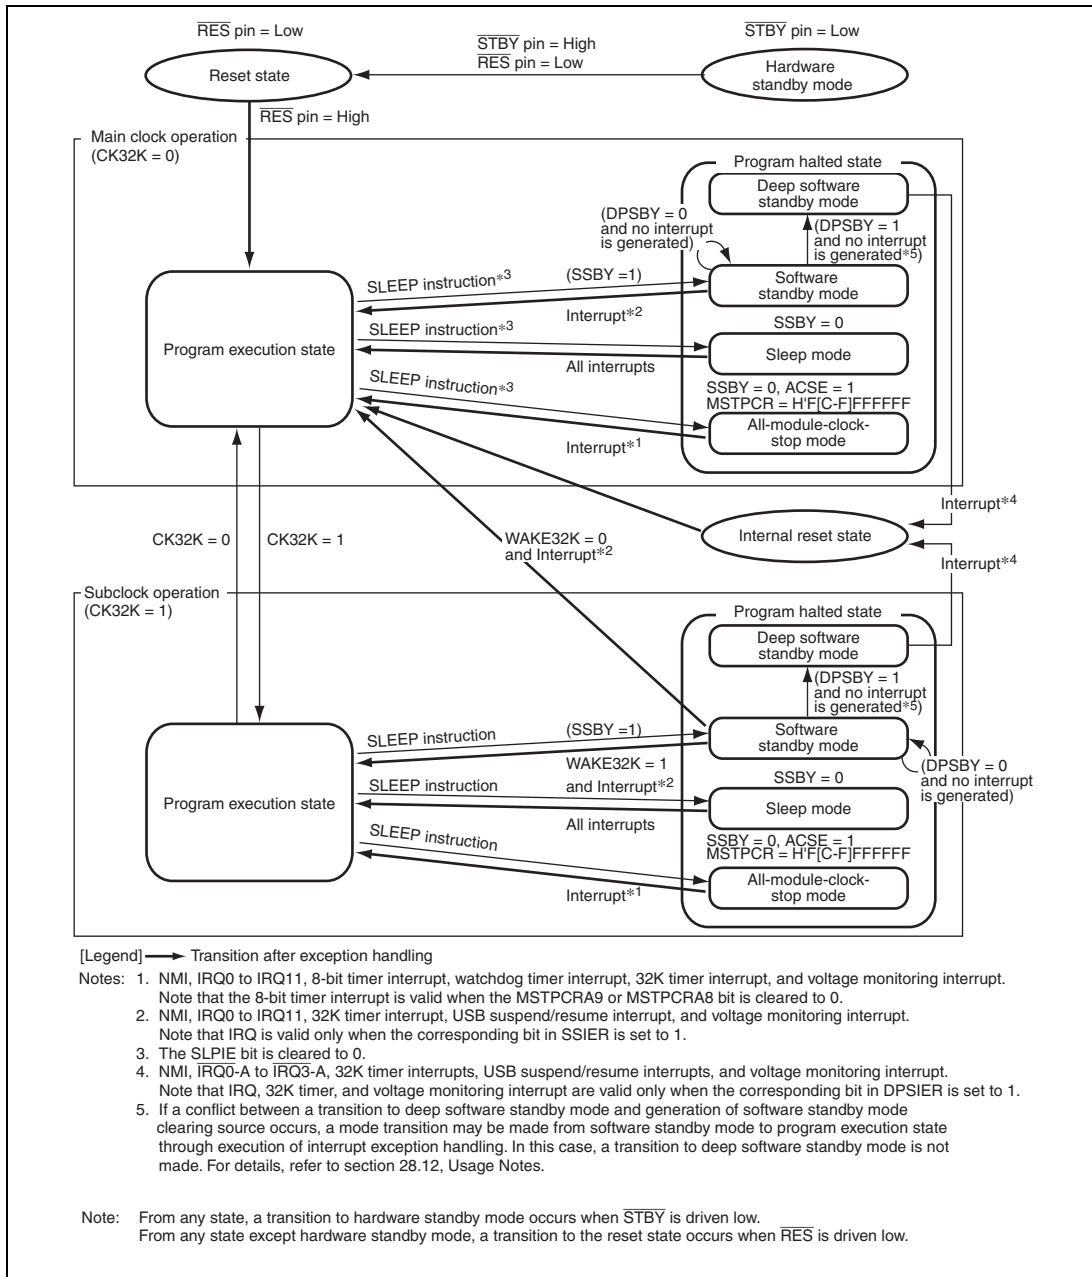 RES pin = Low
STBY pin = High
RES pin = Low
STBY pin = Low
Reset state
Hardware
standby mode
RES pin = High
Main clock operation
(CK32K = 0)
Program halted state
Deep software
standby mode
(DPSBY = 0
and no interrupt
is generated)
(DPSBY = 1
and no interrupt
is generated*5)
SLEEP instruction*3
(SSBY =1)
Software
standby mode
Interrupt*2
SLEEP instruction*3
SSBY = 0
Program execution state
Sleep mode
All interrupts
SLEEP instruction*3
SSBY = 0, ACSE = 1
MSTPCR = H'F[C-F]FFFFFF
All-module-clock-
stop mode
Interrupt*1
Interrupt*4
CK32K = 0
CK32K = 1
WAKE32K = 0
and Interrupt*2
Internal reset state
Interrupt*4
Subclock operation
(CK32K = 1)
Program halted state
Deep software
standby mode
(DPSBY = 1
and no interrupt
is generated*5)
SLEEP instruction
(SSBY =1)
Software
standby mode
WAKE32K = 1
and Interrupt*2
(DPSBY = 0
and no interrupt
is generated)
SLEEP instruction
SSBY = 0
Program execution state
Sleep mode
All interrupts
SLEEP instruction
SSBY = 0, ACSE = 1
MSTPCR = H'F[C-F]FFFFFF
All-module-clock-
stop mode
Interrupt*1
[Legend] Transition after exception handling
Notes: 1. NMI, IRQ0 to IRQ11, 8-bit timer interrupt, watchdog timer interrupt, 32K timer interrupt, and voltage monitoring interrupt.
Note that the 8-bit timer interrupt is valid when the MSTPCRA9 or MSTPCRA8 bit is cleared to 0.
2. NMI, IRQ0 to IRQ11, 32K timer interrupt, USB suspend/resume interrupt, and voltage monitoring interrupt.
Note that IRQ is valid only when the corresponding bit in SSIER is set to 1.
3. The SLPIE bit is cleared to 0.
4. NMI, IRQ0-A to IRQ3-A, 32K timer interrupts, USB suspend/resume interrupts, and voltage monitoring interrupt.
Note that IRQ, 32K timer, and voltage monitoring interrupt are valid only when the corresponding bit in DPSIER is set to 1.
5. If a conflict between a transition to deep software standby mode and generation of software standby mode
clearing source occurs, a mode transition may be made from software standby mode to program execution state
through execution of interrupt exception handling. In this case, a transition to deep software standby mode is not
made. For details, refer to section 28.12, Usage Notes.
Note: From any state, a transition to hardware standby mode occurs when STBY is driven low.
From any state except hardware standby mode, a transition to the reset state occurs when RES is driven low.